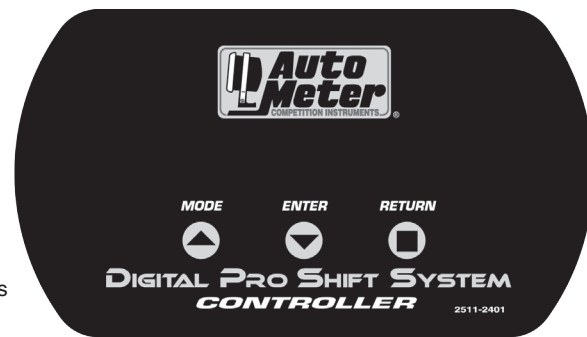 Auto
Meter
COMPETITION INSTRUMENTS
®
MODE ENTER RETURN
DIGITAL PRO SHIFT SYSTEM
CONTROLLER
2511-2401
s